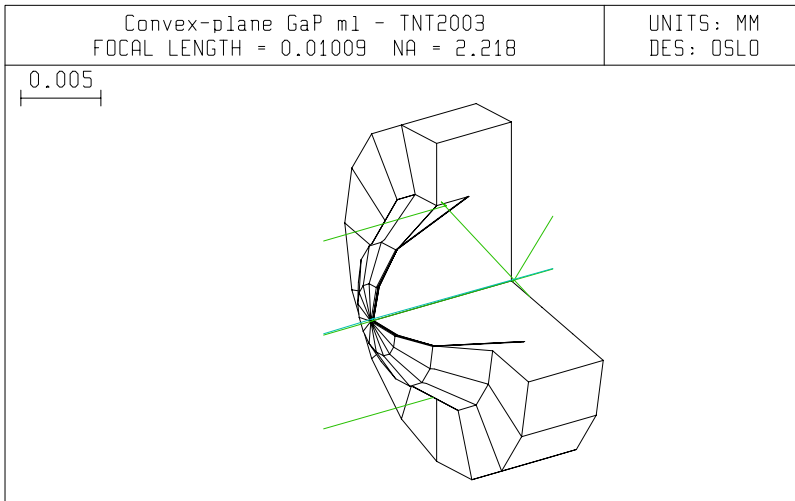 Convex-plane GaP ml - TNT2003
FOCAL LENGTH = 0.01009 NA = 2.218
UNITS: MM
DES: OSLO
0.005